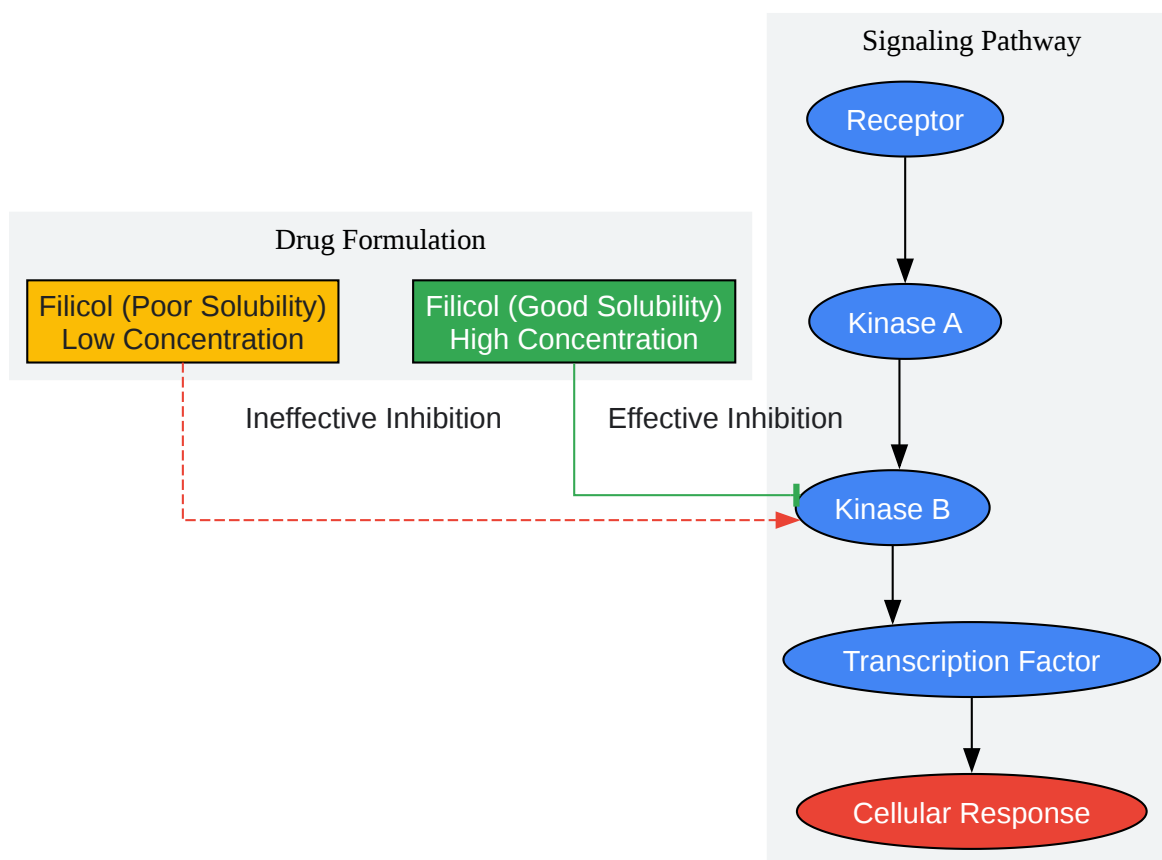 Signaling Pathway
Receptor
Drug Formulation
Filicol (Poor Solubility)
Low Concentration
Filicol (Good Solubility)
High Concentration
Kinase A
Ineffective Inhibition
Effective Inhibition
Kinase B
Transcription Factor
Cellular Response